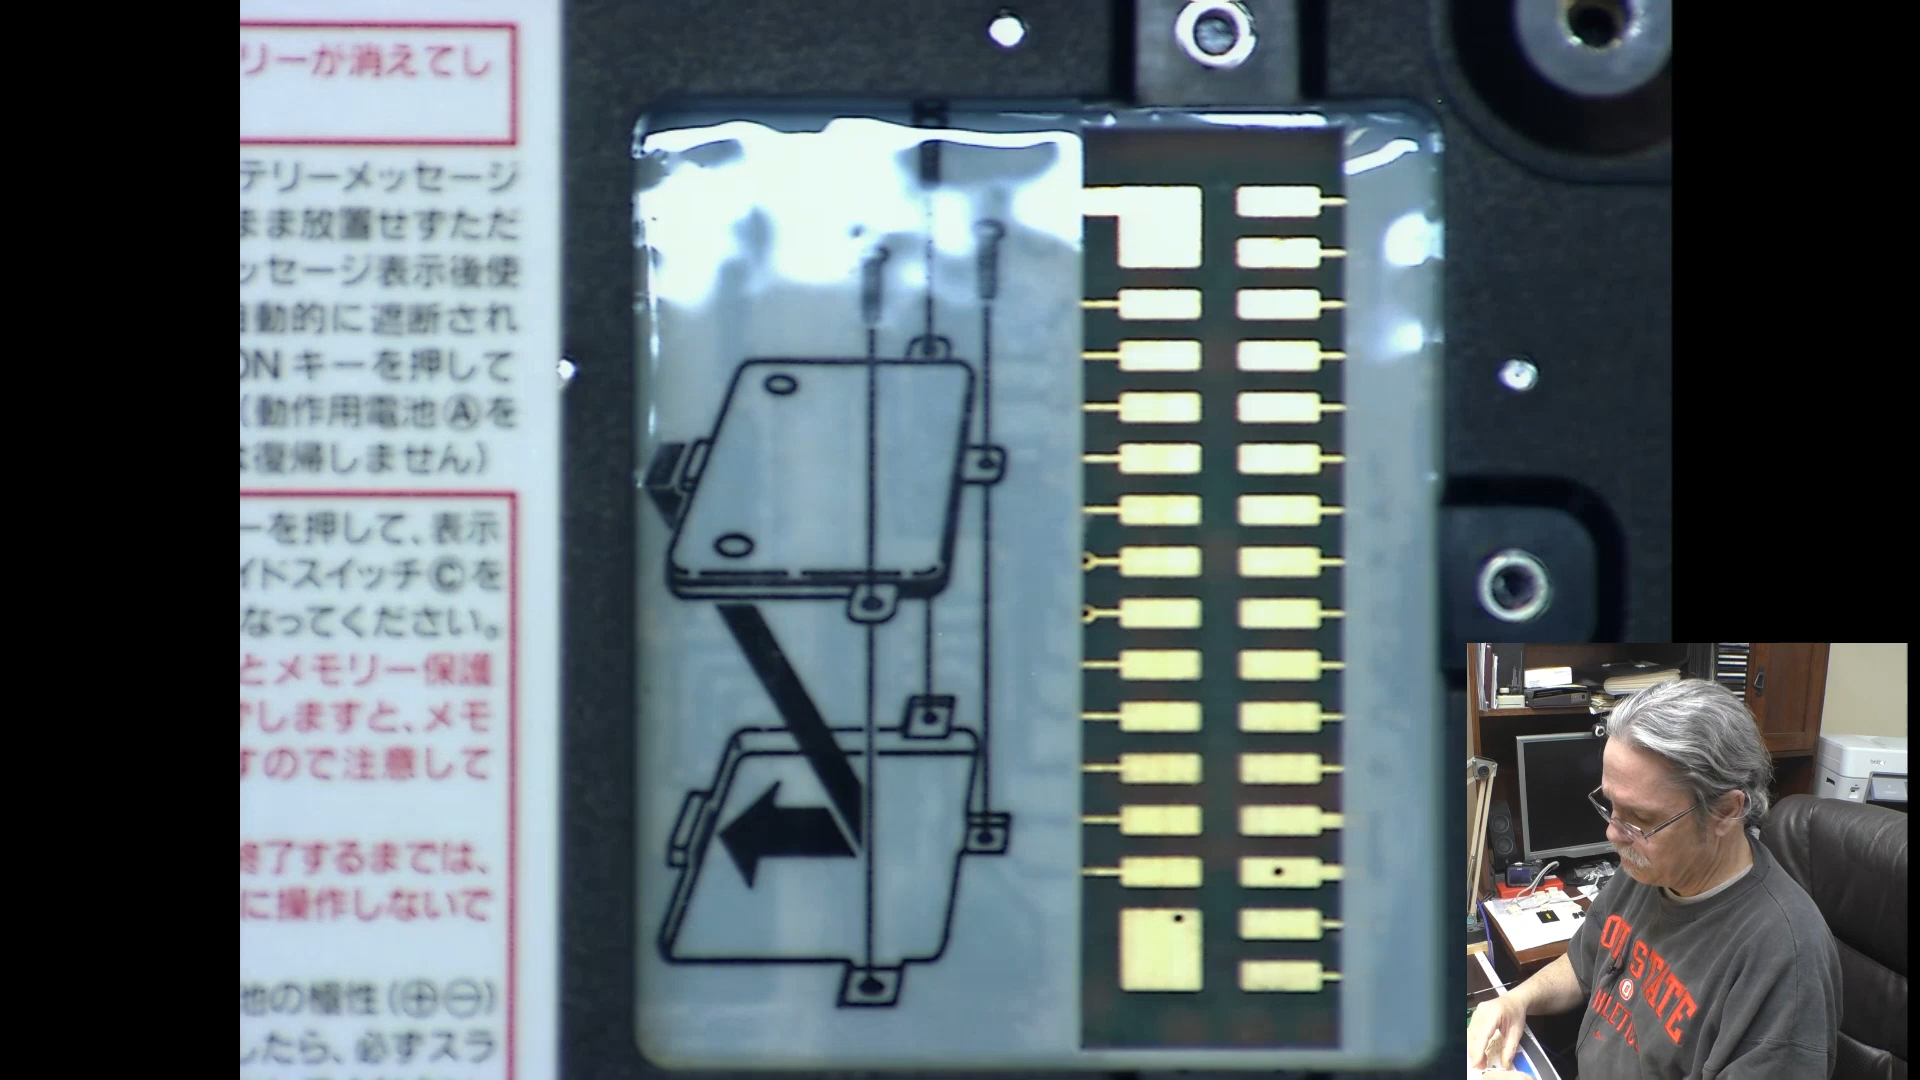 リーが消えてし
テリーメッセージ
まま放置せずただ
ッセージ表示後使
動的に遮断され
ONキーを押して
(動作用電池Ⓐを
復帰しません)
ーを押して、表示
イドスイッチⒸを
なってください。
とメモリー保護
しますと、メモ
すので注意して
終了するまでは、
に操作しないで
池の極性(⊕⊖)
したら、必ずスラ
STATE